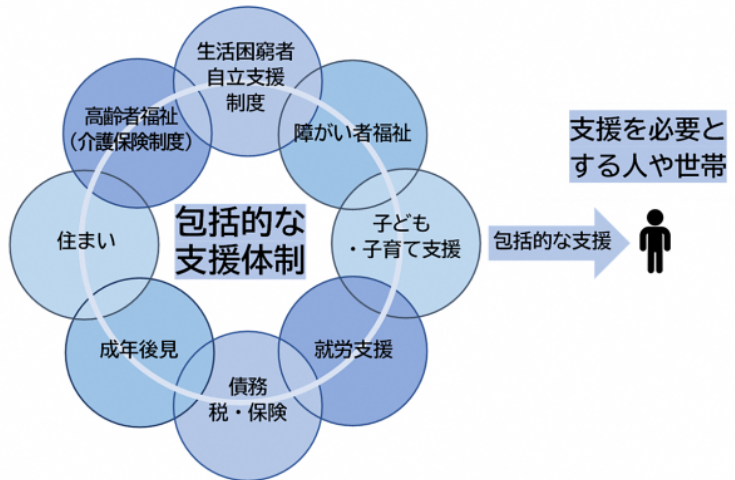 生活困窮者
自立支援
制度
障がい者福祉
子ども
・子育て支援
就労支援
債務
税・保険
成年後見
住まい
高齢者福祉
（介護保険制度）
包括的な
支援体制
包括的な支援
支援を必要と
する人や世帯